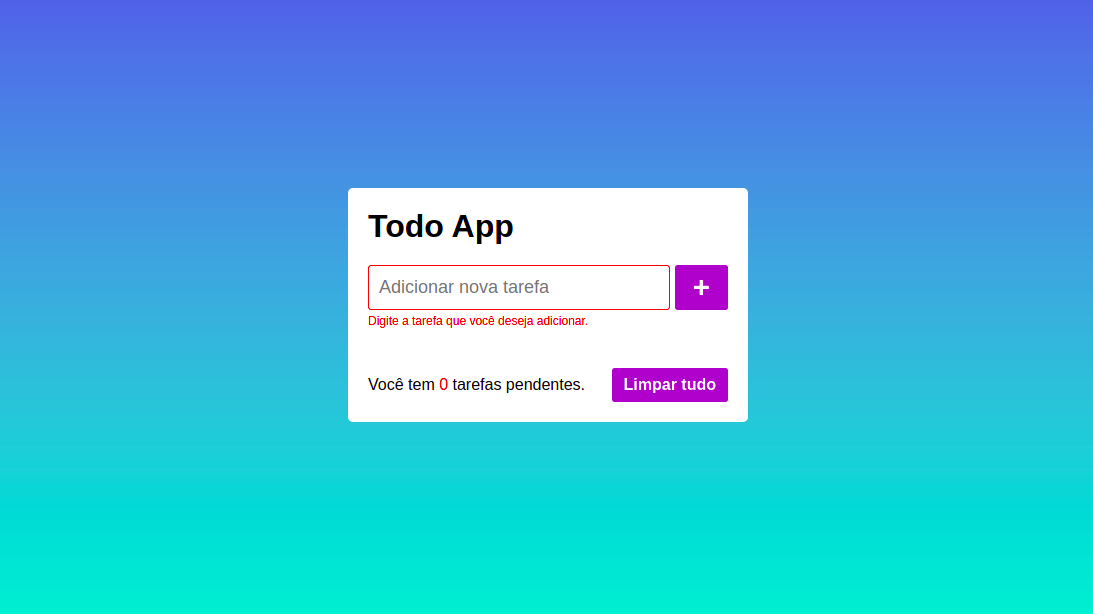 Todo App
Adicionar nova tarefa
+
Digite a tarefa que você deseja adicionar.
Você tem 0 tarefas pendentes.
Limpar tudo